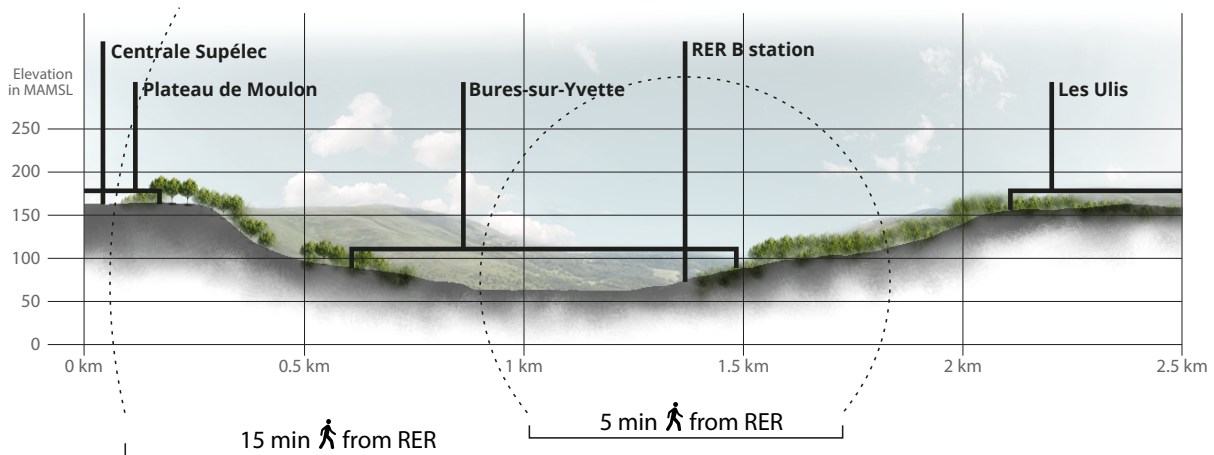 Centrale Supélec
RER B station
Elevation
in MAMSL
Plateau de Moulon
Bures-sur-Yvette
Les Ulis
250
200
150
100
50
0
0 km
0.5 km
1 km
1.5 km
2 km
2.5 km
5 min from RER
15 min from RER